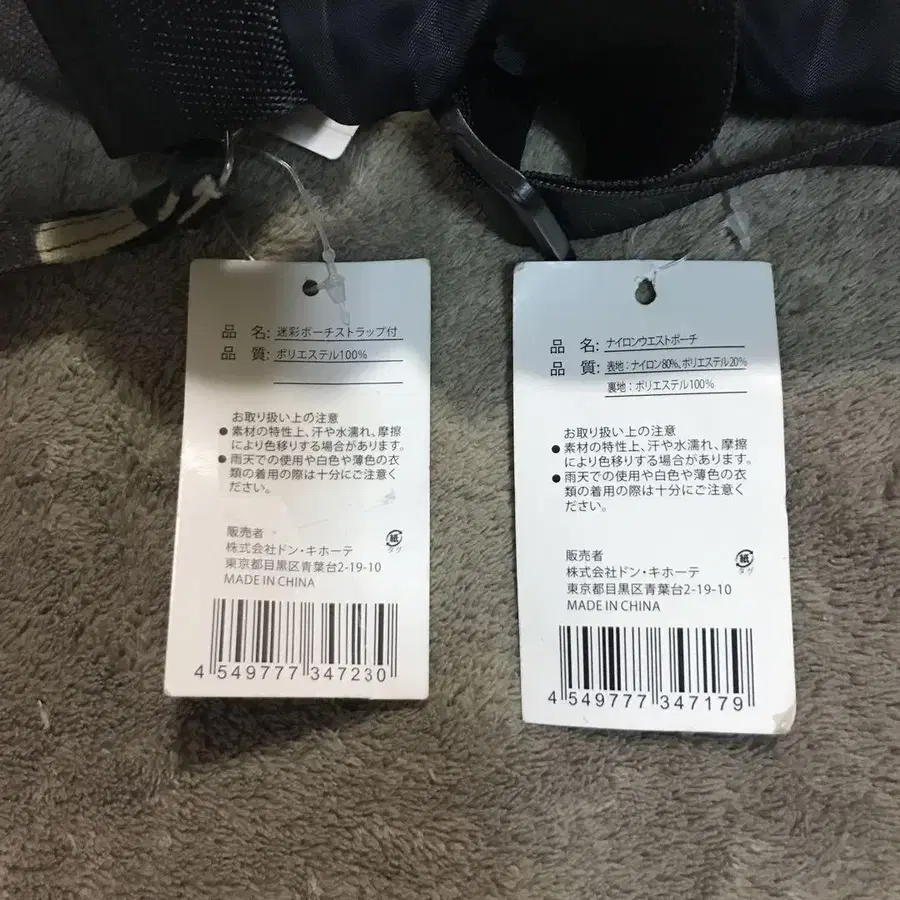 品 名: 迷彩ポーチストラップ付
品 質: ポリエステル100%
お取り扱い上の注意
●素材の特性上、汗や水濡れ、摩擦
により色移りする場合があります。
●雨天での使用や白色や薄色の衣
類の着用の際は十分にご注意く
ださい。
販売者
株式会社ドン・キホーテ
東京都目黒区青葉台2-19-10
MADE IN CHINA
紙
タグ
4 549777 347230
品 名: ナイロンウエストポーチ
品 質: 表地:ナイロン80%、ポリエステル20%
裏地:ポリエステル100%
お取り扱い上の注意
●素材の特性上、汗や水濡れ、摩擦
により色移りする場合があります。
●雨天での使用や白色や薄色の衣
類の着用の際は十分にご注意く
ださい。
販売者
株式会社ドン・キホーテ
東京都目黒区青葉台2-19-10
MADE IN CHINA
紙
タグ
4 549777 347179